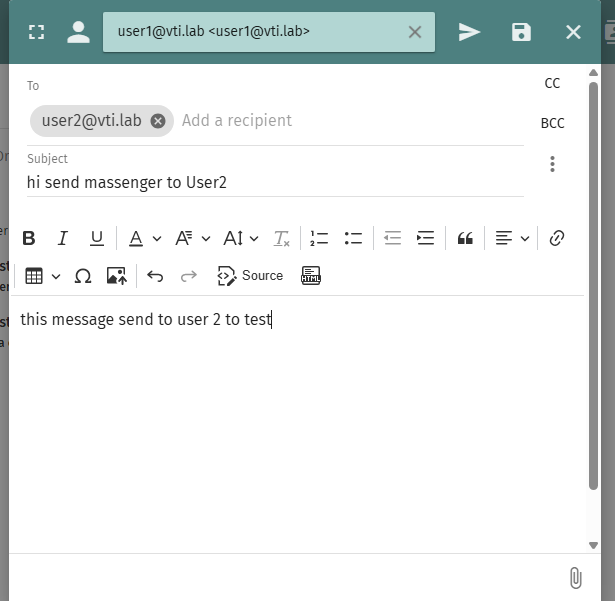 user1@vti.lab <user1@vti.lab>
To
CC
user2@vti.lab Add a recipient
BCC
Subject
hi send massenger to User2
B I U A
Source
HTML
this message send to user 2 to test